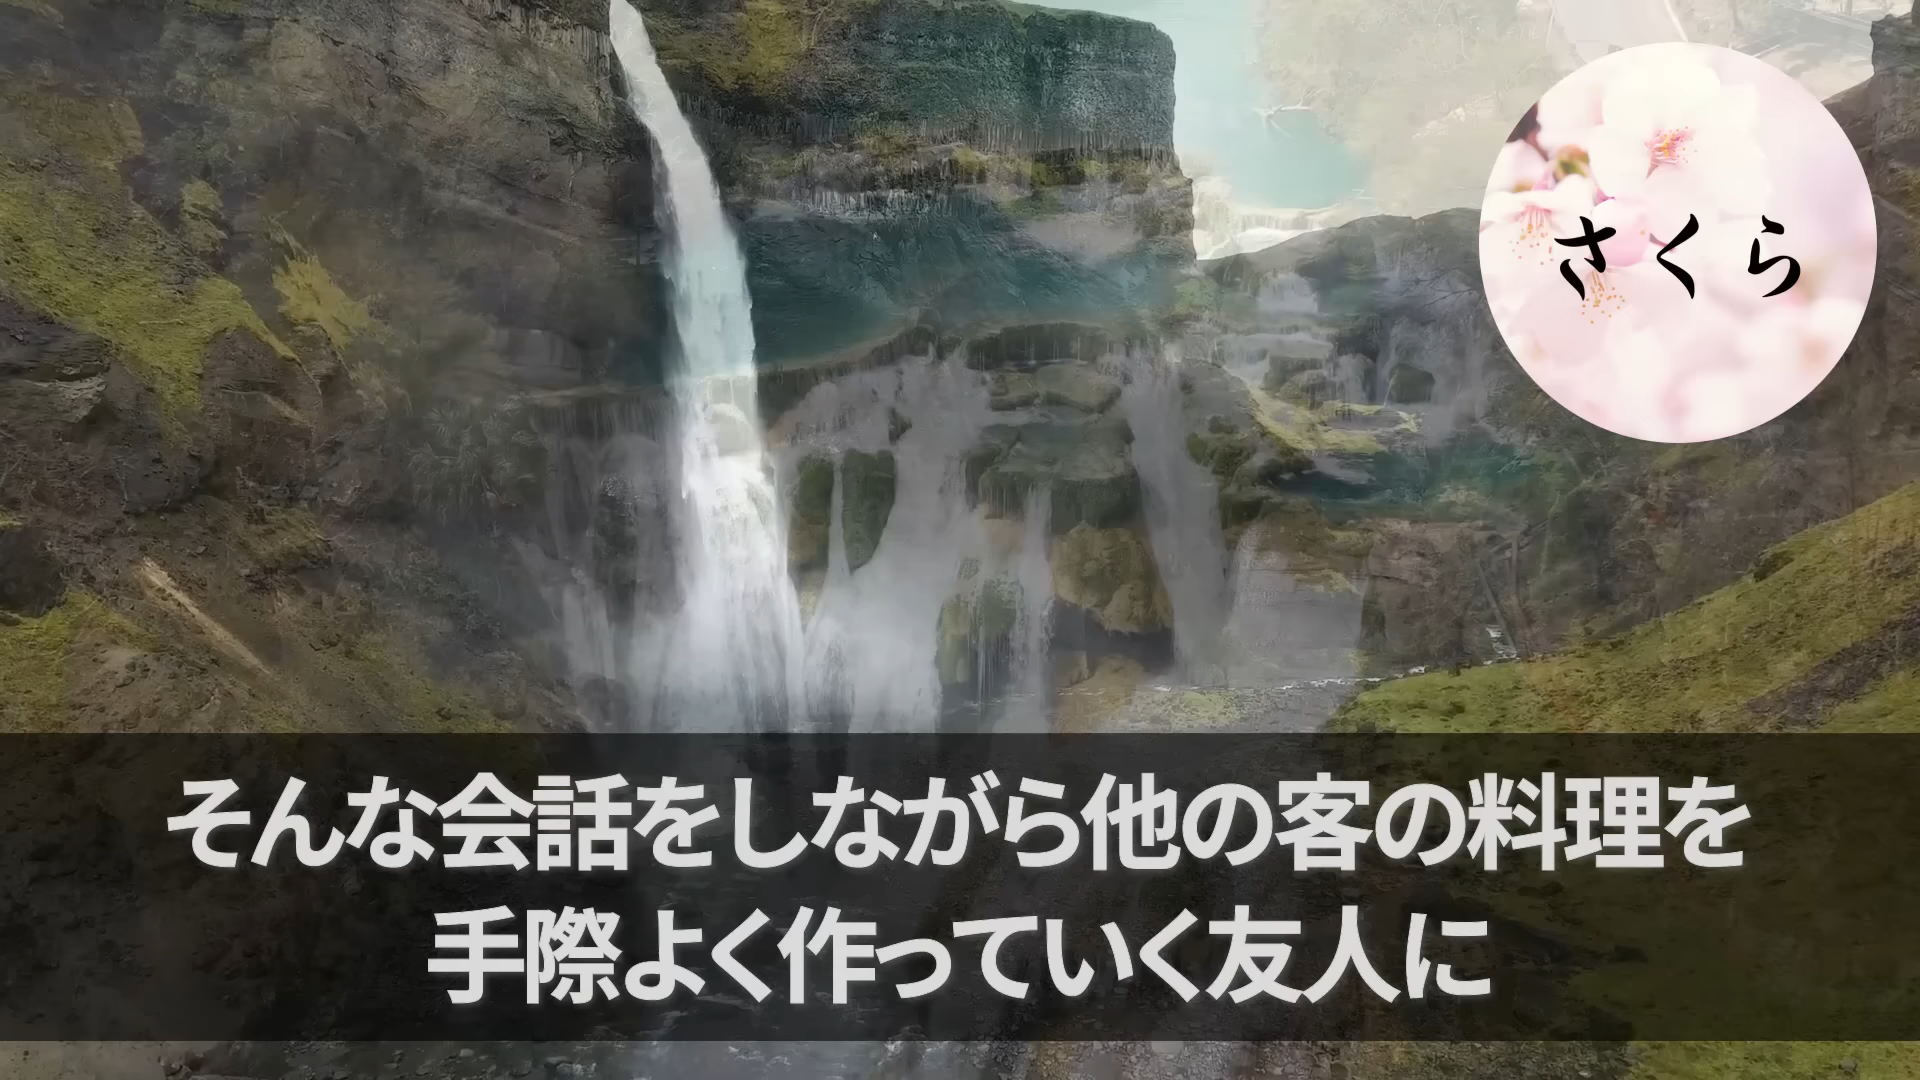 さくら
そんな会話をしながら他の客の料理を
手際よく作っていく友人に